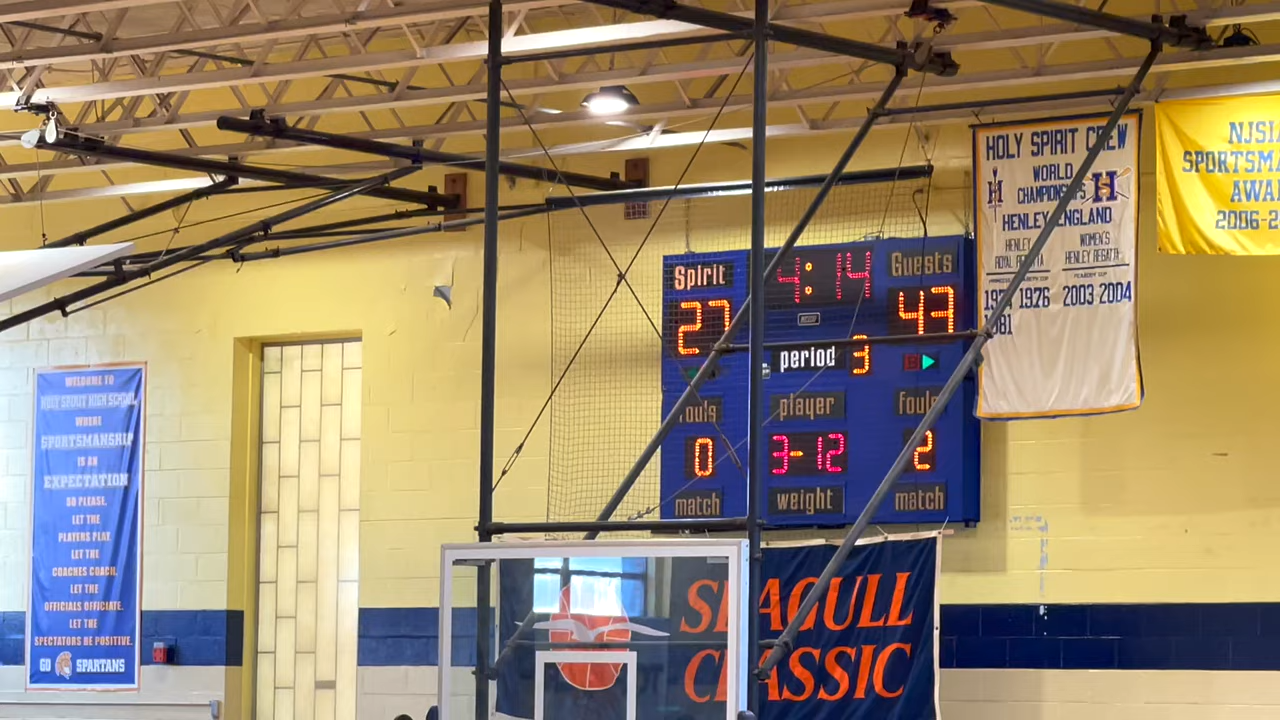 WELCOME TO
HOLY SPIRIT HIGH SCHOOL
WHERE
SPORTSMANSHIP
IS AN
EXPECTATION
SO PLEASE,
LET THE
PLAYERS PLAY
LET THE
COACHES COACH,
LET THE
OFFICIALS OFFICIATE.
LET THE
SPECTATORS BE POSITIVE.
GO SPARTANS
Spirit 4:14 Guests
27 47
period 3
fouls player fouls
0 3-12 2
match weight match
SEAGULL
CLASSIC
HOLY SPIRIT CREW
WORLD
CHAMPIONSHIPS
H H
HENLEY ENGLAND
HENLEY
ROYAL REGATTA
WOMEN'S
HENLEY REGATTA
1976
2003 2004
SPORTSMA
AWA